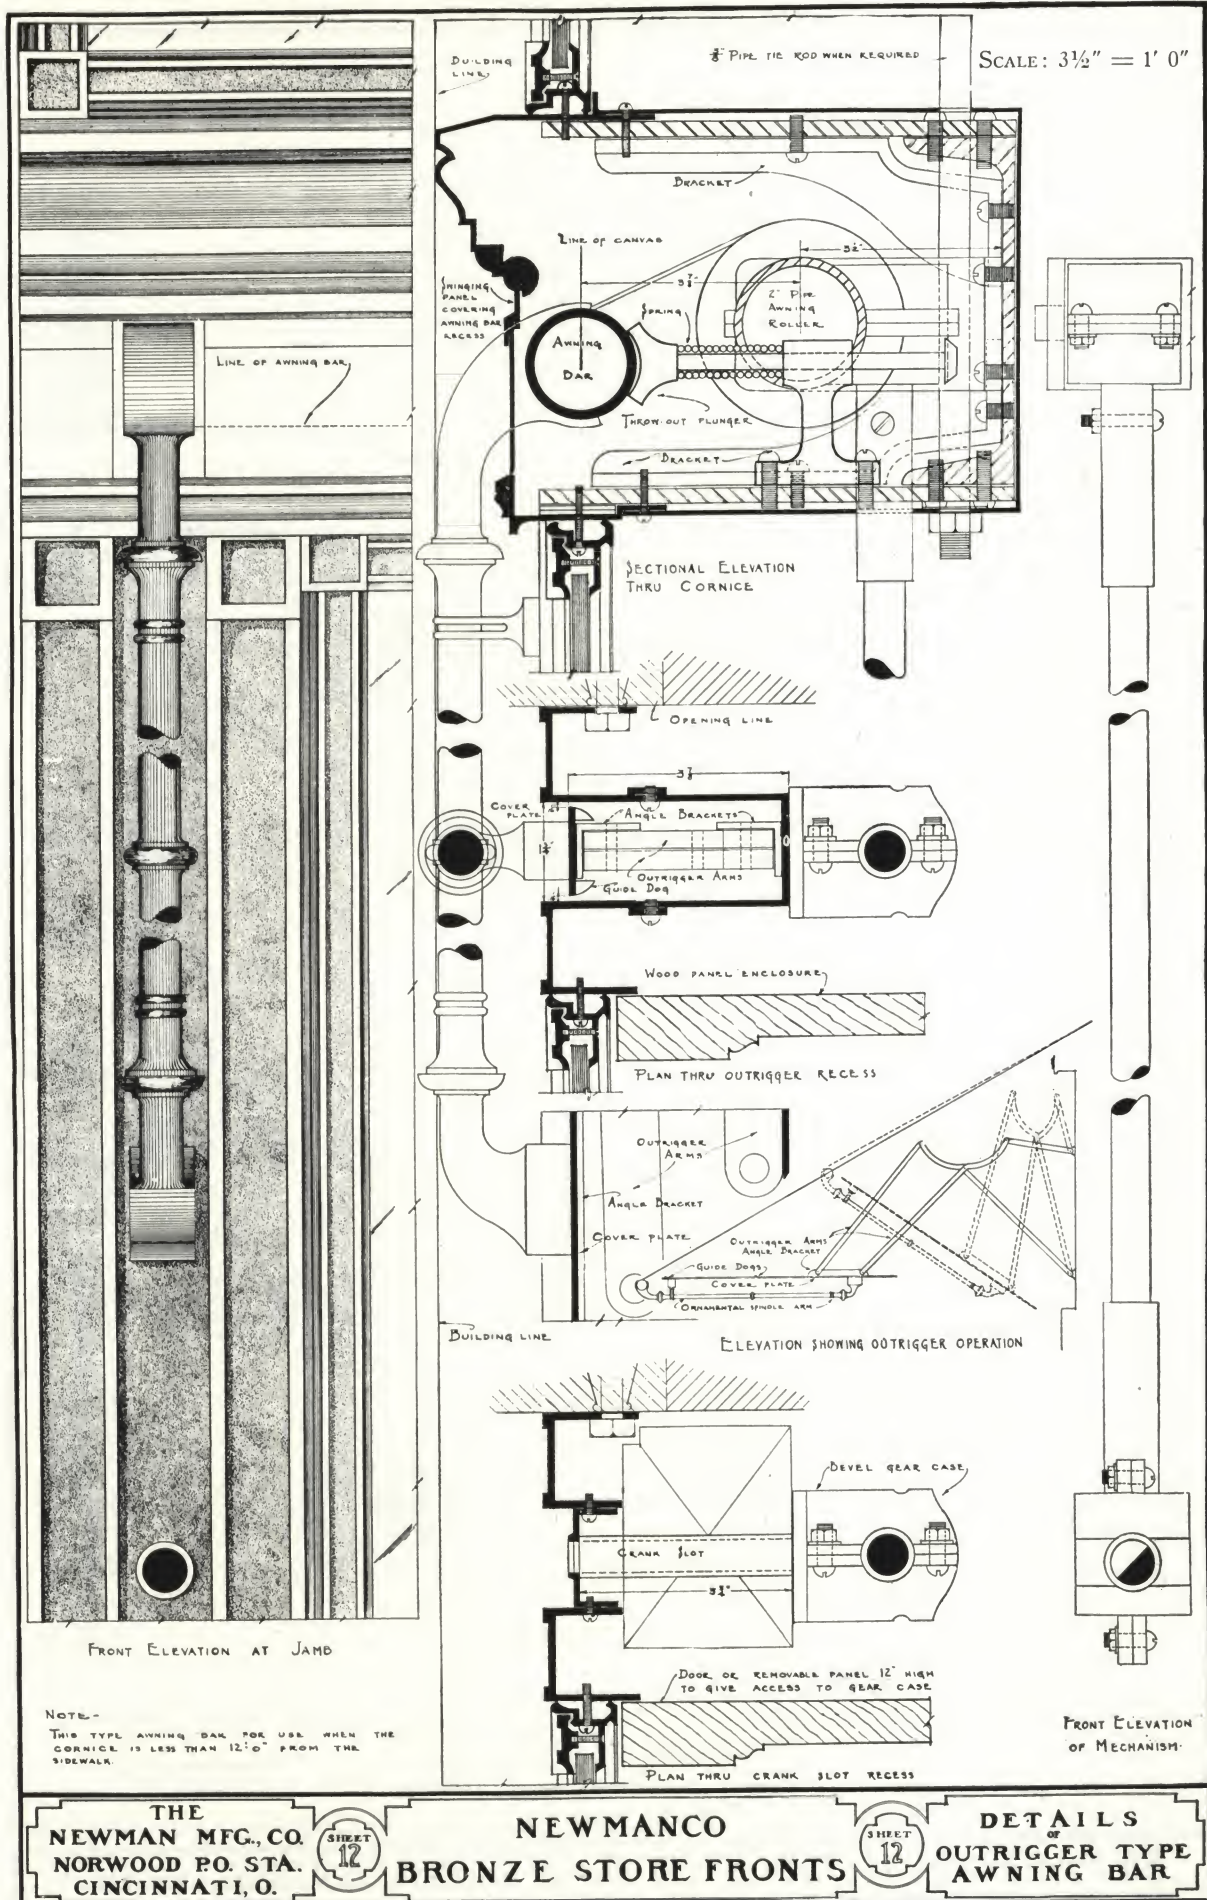 BUILDING
LINE
⅜" PIPE TIE ROD WHEN REQUIRED
SCALE: 3½" = 1' 0"
BRACKET
LINE OF CANVAS
3½"
3⅞"
SWINGING
PANEL
COVERING
AWNING BAR
RECESS
SPRING
2" PIPE
AWNING
ROLLER
LINE OF AWNING BAR
AWNING
BAR
THROW-OUT PLUNGER
BRACKET
SECTIONAL ELEVATION
THRU CORNICE
OPENING LINE
3⅞"
COVER
PLATE
ANGLE BRACKETS
OUTRIGGER ARMS
GUIDE DOG
WOOD PANEL ENCLOSURE
PLAN THRU OUTRIGGER RECESS
OUTRIGGER
ARMS
ANGLE BRACKET
COVER PLATE
OUTRIGGER ARMS
ANGLE BRACKET
GUIDE DOGS
COVER PLATE
ORNAMENTAL SPINDLE ARM
BUILDING LINE
ELEVATION SHOWING OUTRIGGER OPERATION
BEVEL GEAR CASE
CRANK SLOT
FRONT ELEVATION AT JAMB
DOOR OR REMOVABLE PANEL 12" HIGH
TO GIVE ACCESS TO GEAR CASE
NOTE-
THIS TYPE AWNING BAR FOR USE WHEN THE
CORNICE IS LESS THAN 12'-0" FROM THE
SIDEWALK.
FRONT ELEVATION
OF MECHANISM.
PLAN THRU CRANK SLOT RECESS
THE
NEWMAN MFG., CO.
NORWOOD P.O. STA.
CINCINNATI, O.
SHEET
12
NEWMANCO
BRONZE STORE FRONTS
SHEET
12
DETAILS
OF
OUTRIGGER TYPE
AWNING BAR